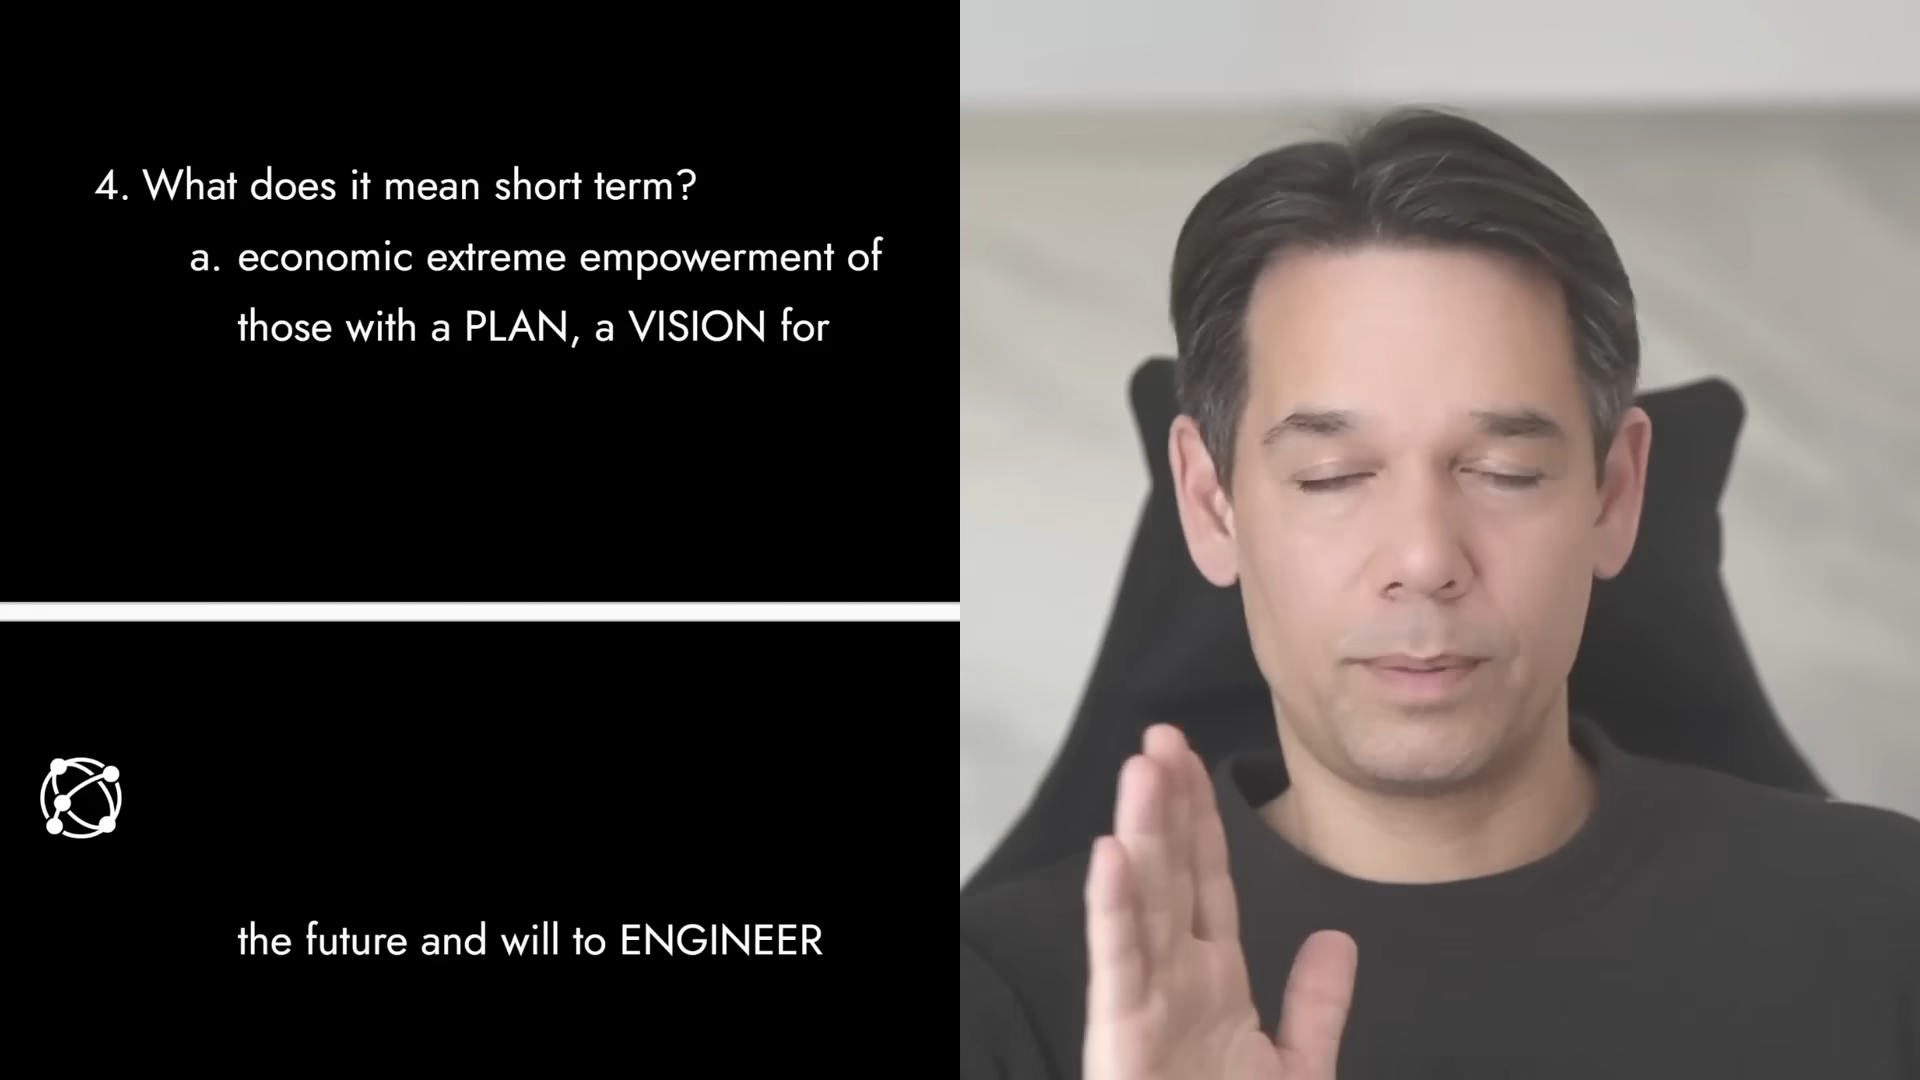 4. What does it mean short term?
a. economic extreme empowerment of
those with a PLAN, a VISION for
the future and will to ENGINEER